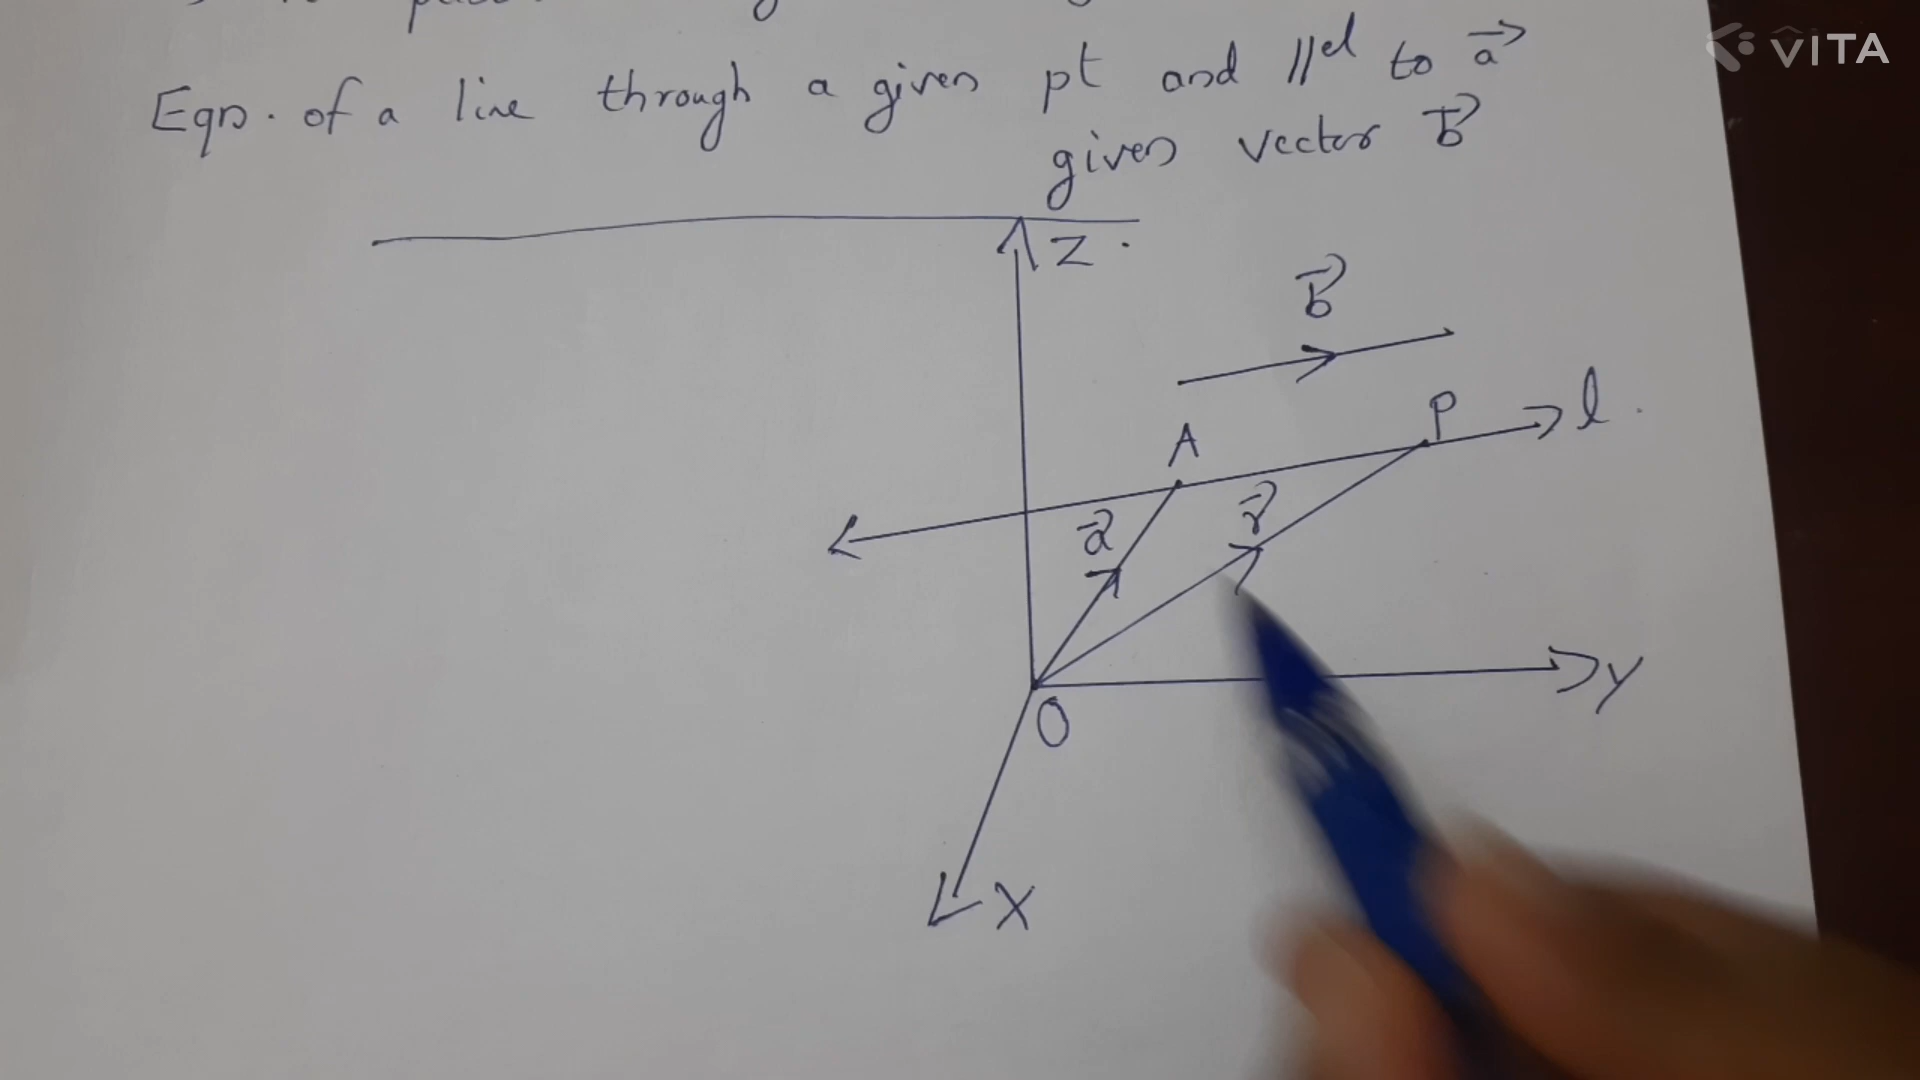 VITA
Eqn. of a line through a given pt and ||el to a
given vector b⃗
Z
b⃗
l
P
A
r⃗
a⃗
Y
O
X